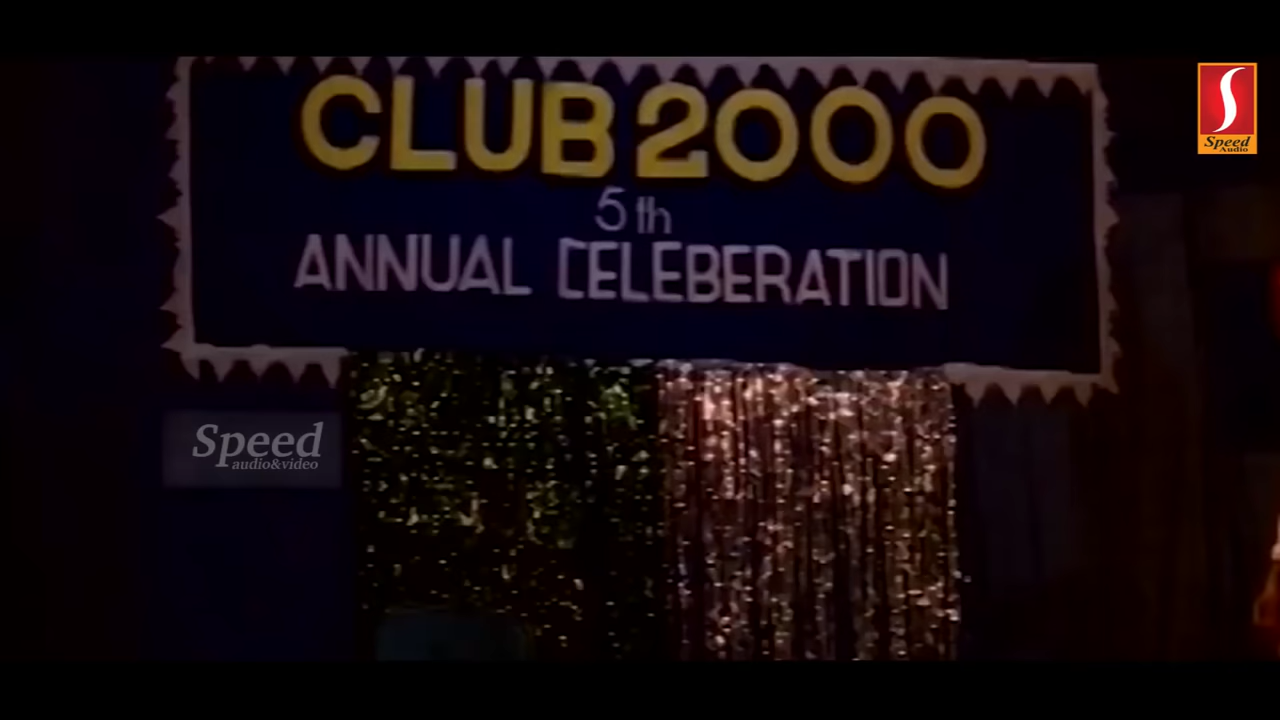 CLUB 2000
5th
ANNUAL CELEBERATION
Speed
Audio
Speed
audio&video